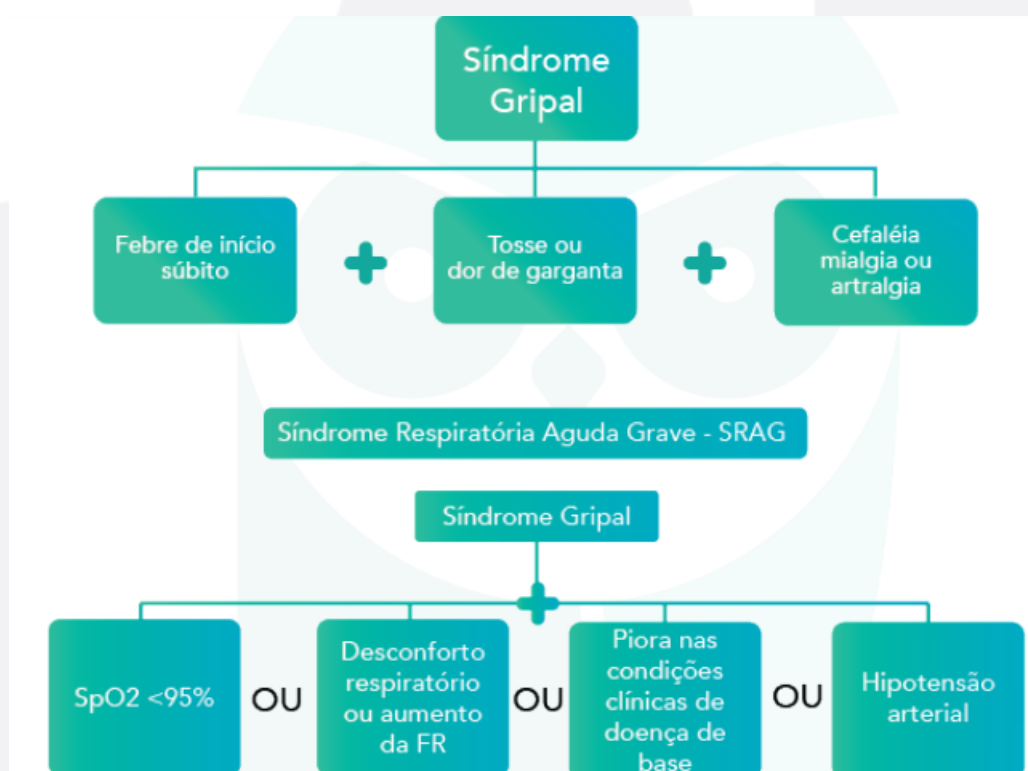 Síndrome
Gripal
Febre de início
súbito
Tosse ou
dor de garganta
Cefaléia
mialgia ou
artralgia
Síndrome Respiratória Aguda Grave - SRAG
Síndrome Gripal
SpO2 <95%
OU
Desconforto
respiratório
ou aumento
da FR
OU
Piora nas
condições
clínicas de
doença de
base
OU
Hipotensão
arterial